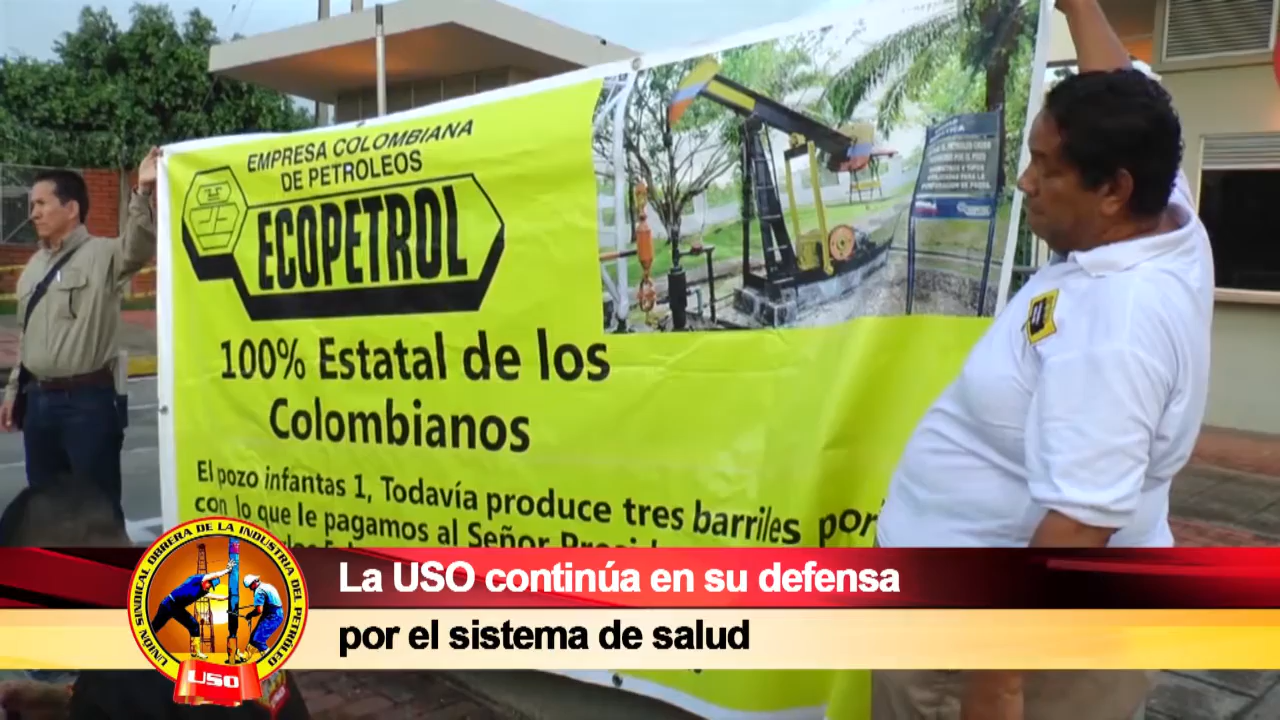 EMPRESA COLOMBIANA
DE PETROLEOS
ECOPETROL
100% Estatal de los
Colombianos
El pozo infantas 1, Todavía produce tres barriles por
con lo que le pagamos al Señor
La USO continúa en su defensa
por el sistema de salud
UNION SINDICAL OBRERA DE LA INDUSTRIA DEL PETRÓLEO
USO